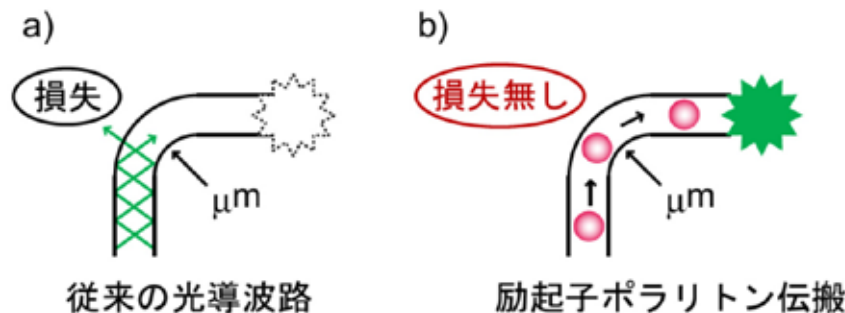 a)
損失
μm
従来の光導波路
b)
損失無し
μm
励起子ポラリトン伝搬